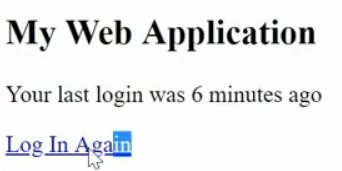 My Web Application
Your last login was 6 minutes ago
Log In Again